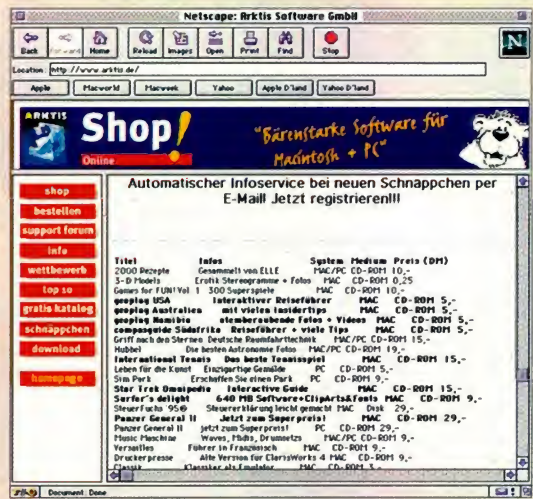 Netscape: Arktis Software GmbH
Back Forward Home Reload Images Open Print Find Stop
N
Location: http://www.arktis.de/
Apple Macworld Macweek Yahoo Apple D'land Yahoo D'land
ARKTIS
Shop!
Online
"Bärenstarke Software für
Macintosh + PC"
shop
bestellen
support forum
info
wettbewerb
top 10
gratis katalog
schnäppchen
download
homepage
Automatischer Infoservice bei neuen Schnäppchen per
E-Mail! Jetzt registrieren!!!
Titel Infos System Medium Preis (DM)
2000 Rezepte Gesammelt von ELLE MAC/PC CD-ROM 10,-
3-D Models Erotik Stereogramme + Fotos MAC CD-ROM 0,25
Games for FUN! Vol. 1 300 Superspiele MAC CD-ROM 10,-
geoplay USA Interaktiver Reiseführer MAC CD-ROM 5,-
geoplay Australien mit vielen Insidertips MAC CD-ROM 5,-
geoplay Namibia atemberaubende Fotos + Videos MAC CD-ROM 5,-
compasguide Südafrika Reiseführer + viele Tips MAC CD-ROM 5,-
Griff nach den Sternen Deutsche Raumfahrttechnik MAC/PC CD-ROM 15,-
Hubbel Die besten Astronomie Fotos MAC/PC CD-ROM 19,-
International Tennis Das beste Tennisspiel MAC CD-ROM 15,-
Leben für die Kunst Einzigartige Gemälde PC CD-ROM 5,-
Sim Park Erschaffen Sie einen Park PC CD-ROM 9,-
Star Trek Omnipedia Interactive Guide MAC CD-ROM 15,-
Surfer's delight 640 MB Software+ClipArts&Fonts MAC CD-ROM 9,-
SteuerFuchs 95® Steuererklärung leicht gemacht MAC Disk 29,-
Panzer General II Jetzt zum Superpreis! MAC CD-ROM 29,-
Panzer General II jetzt zum Superpreis! PC CD-ROM 29,-
Music Maschine Waves, Midis, Drumsets MAC/PC CD-ROM 9,-
Versailles Führer in Französisch MAC CD-ROM 9,-
Druckerpresse Alte Version für ClarisWorks 4 MAC CD-ROM 9,-
Classik Klassiker als Emulator MAC CD-ROM 3,-
Document: Done